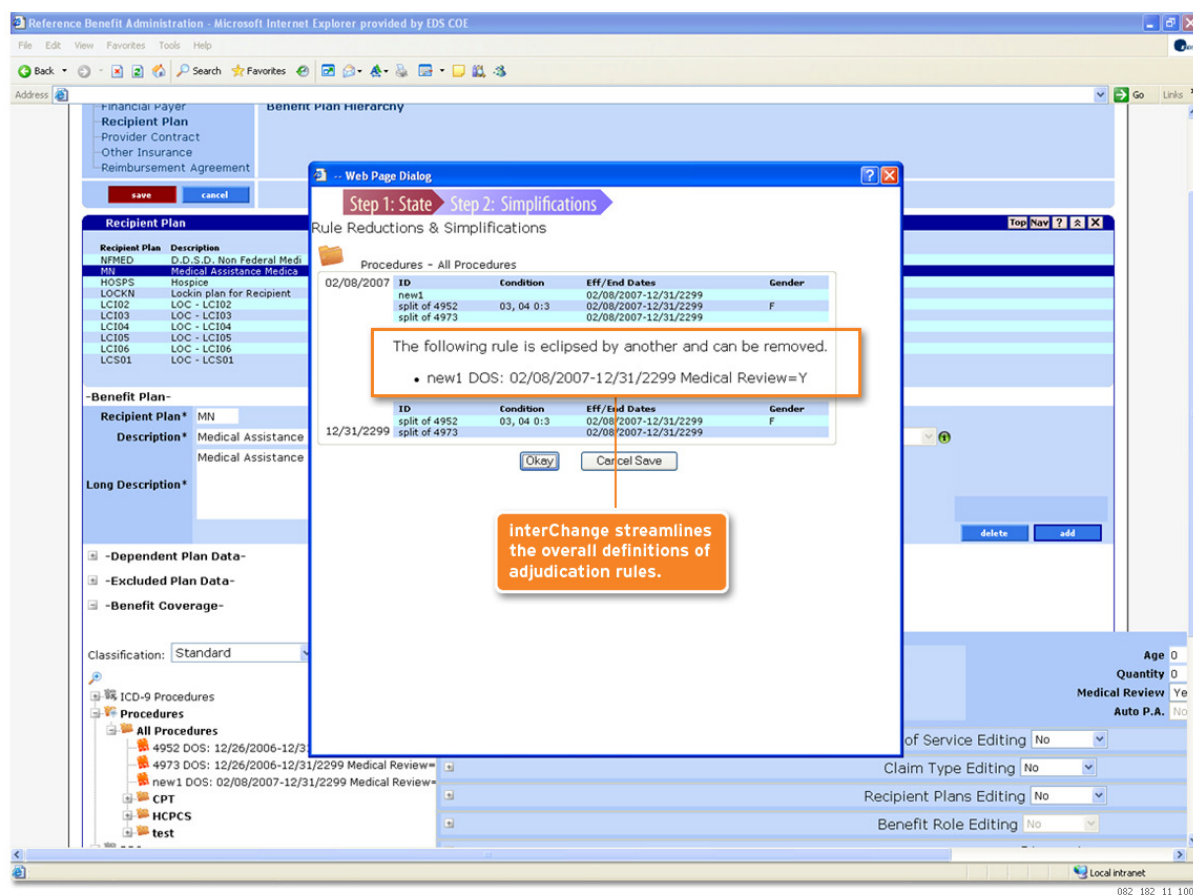 Reference Benefit Administration - Microsoft Internet Explorer provided by EDS COE
File Edit View Favorites Tools Help
Back Search Favorites
Address Go Links
Financial Payer
Benefit Plan Hierarchy
Recipient Plan
Provider Contract
Other Insurance
Reimbursement Agreement
save cancel
Recipient Plan
Top Nav ? X
Recipient Plan Description
NFMED D.D.S.D. Non Federal Medi
MN Medical Assistance Medica
HOSPS Hospice
LOCKN Lockin plan for Recipient
LCI02 LOC - LCI02
LCI03 LOC - LCI03
LCI04 LOC - LCI04
LCI05 LOC - LCI05
LCI06 LOC - LCI06
LCS01 LOC - LCS01
-Benefit Plan-
Recipient Plan* MN
Description* Medical Assistance
Medical Assistance
Long Description*
delete add
-Dependent Plan Data-
-Excluded Plan Data-
-Benefit Coverage-
Classification: Standard
ICD-9 Procedures
Procedures
All Procedures
4952 DOS: 12/26/2006-12/3
4973 DOS: 12/26/2006-12/31/2299 Medical Review=
new1 DOS: 02/08/2007-12/31/2299 Medical Review=
CPT
HCPCS
test
-- Web Page Dialog
Step 1: State Step 2: Simplifications
Rule Reductions & Simplifications
Procedures - All Procedures
02/08/2007 ID Condition Eff/End Dates Gender
new1 02/08/2007-12/31/2299
split of 4952 03, 04 0:3 02/08/2007-12/31/2299 F
split of 4973 02/08/2007-12/31/2299
The following rule is eclipsed by another and can be removed.
• new1 DOS: 02/08/2007-12/31/2299 Medical Review=Y
ID Condition Eff/End Dates Gender
split of 4952 03, 04 0:3 02/08/2007-12/31/2299 F
12/31/2299 split of 4973 02/08/2007-12/31/2299
Okay Cancel Save
interChange streamlines
the overall definitions of
adjudication rules.
Age 0
Quantity 0
Medical Review Ye
Auto P.A. No
of Service Editing No
Claim Type Editing No
Recipient Plans Editing No
Benefit Role Editing No
Local intranet
082_182_11_100